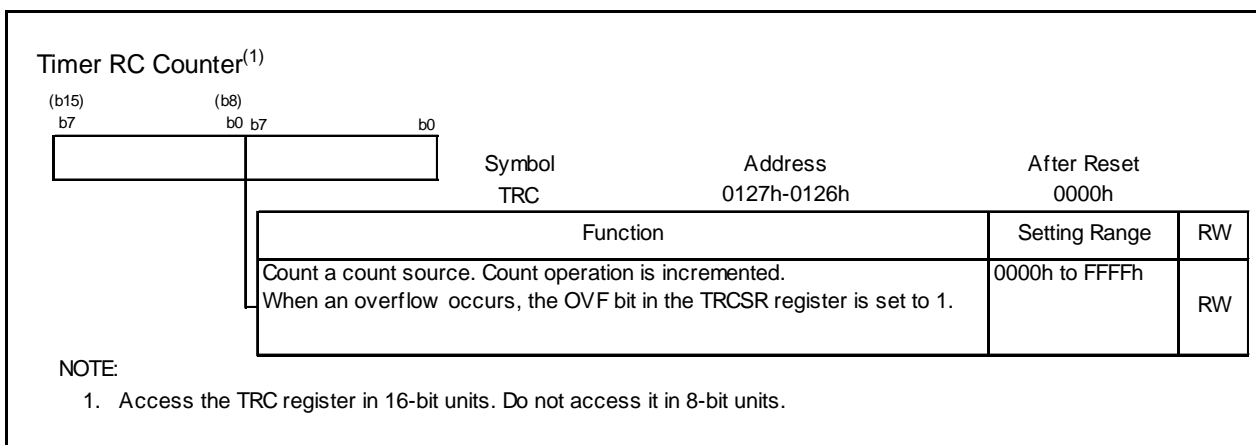 Timer RC Counter(1)
(b15) (b8)
b7 b0 b7 b0
Symbol Address After Reset
TRC 0127h-0126h 0000h
Function Setting Range RW
Count a count source. Count operation is incremented. 0000h to FFFFh
When an overflow occurs, the OVF bit in the TRCSR register is set to 1. RW
NOTE:
1. Access the TRC register in 16-bit units. Do not access it in 8-bit units.